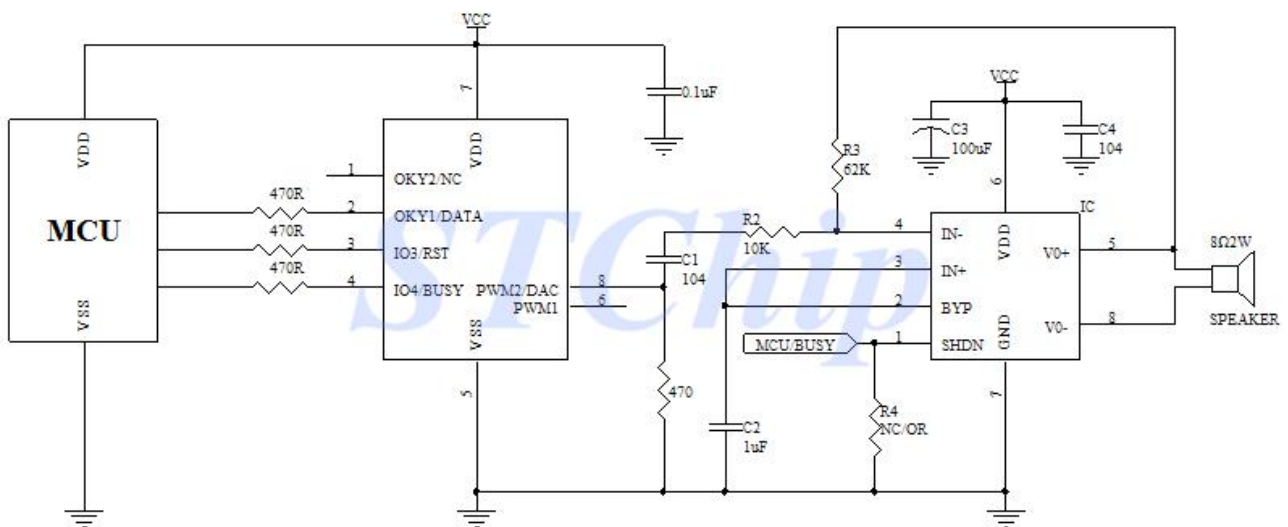 VCC
7
0.1uF
VDD
MCU
VSS
470R
470R
470R
1
2
3
4
VDD
OKY2/NC
OKY1/DATA
IO3/RST
IO4/BUSY
PWM2/DAC
PWM1
VSS
8
6
5
470
C1
104
R2
10K
R3
62K
VCC
C3
100uF
C4
104
6
IC
4
3
2
1
IN-
IN+
BYP
SHDN
VDD
GND
V0+
V0-
5
8
7
8Ω2W
SPEAKER
MCU/BUSY
C2
1uF
R4
NC/OR
STChip